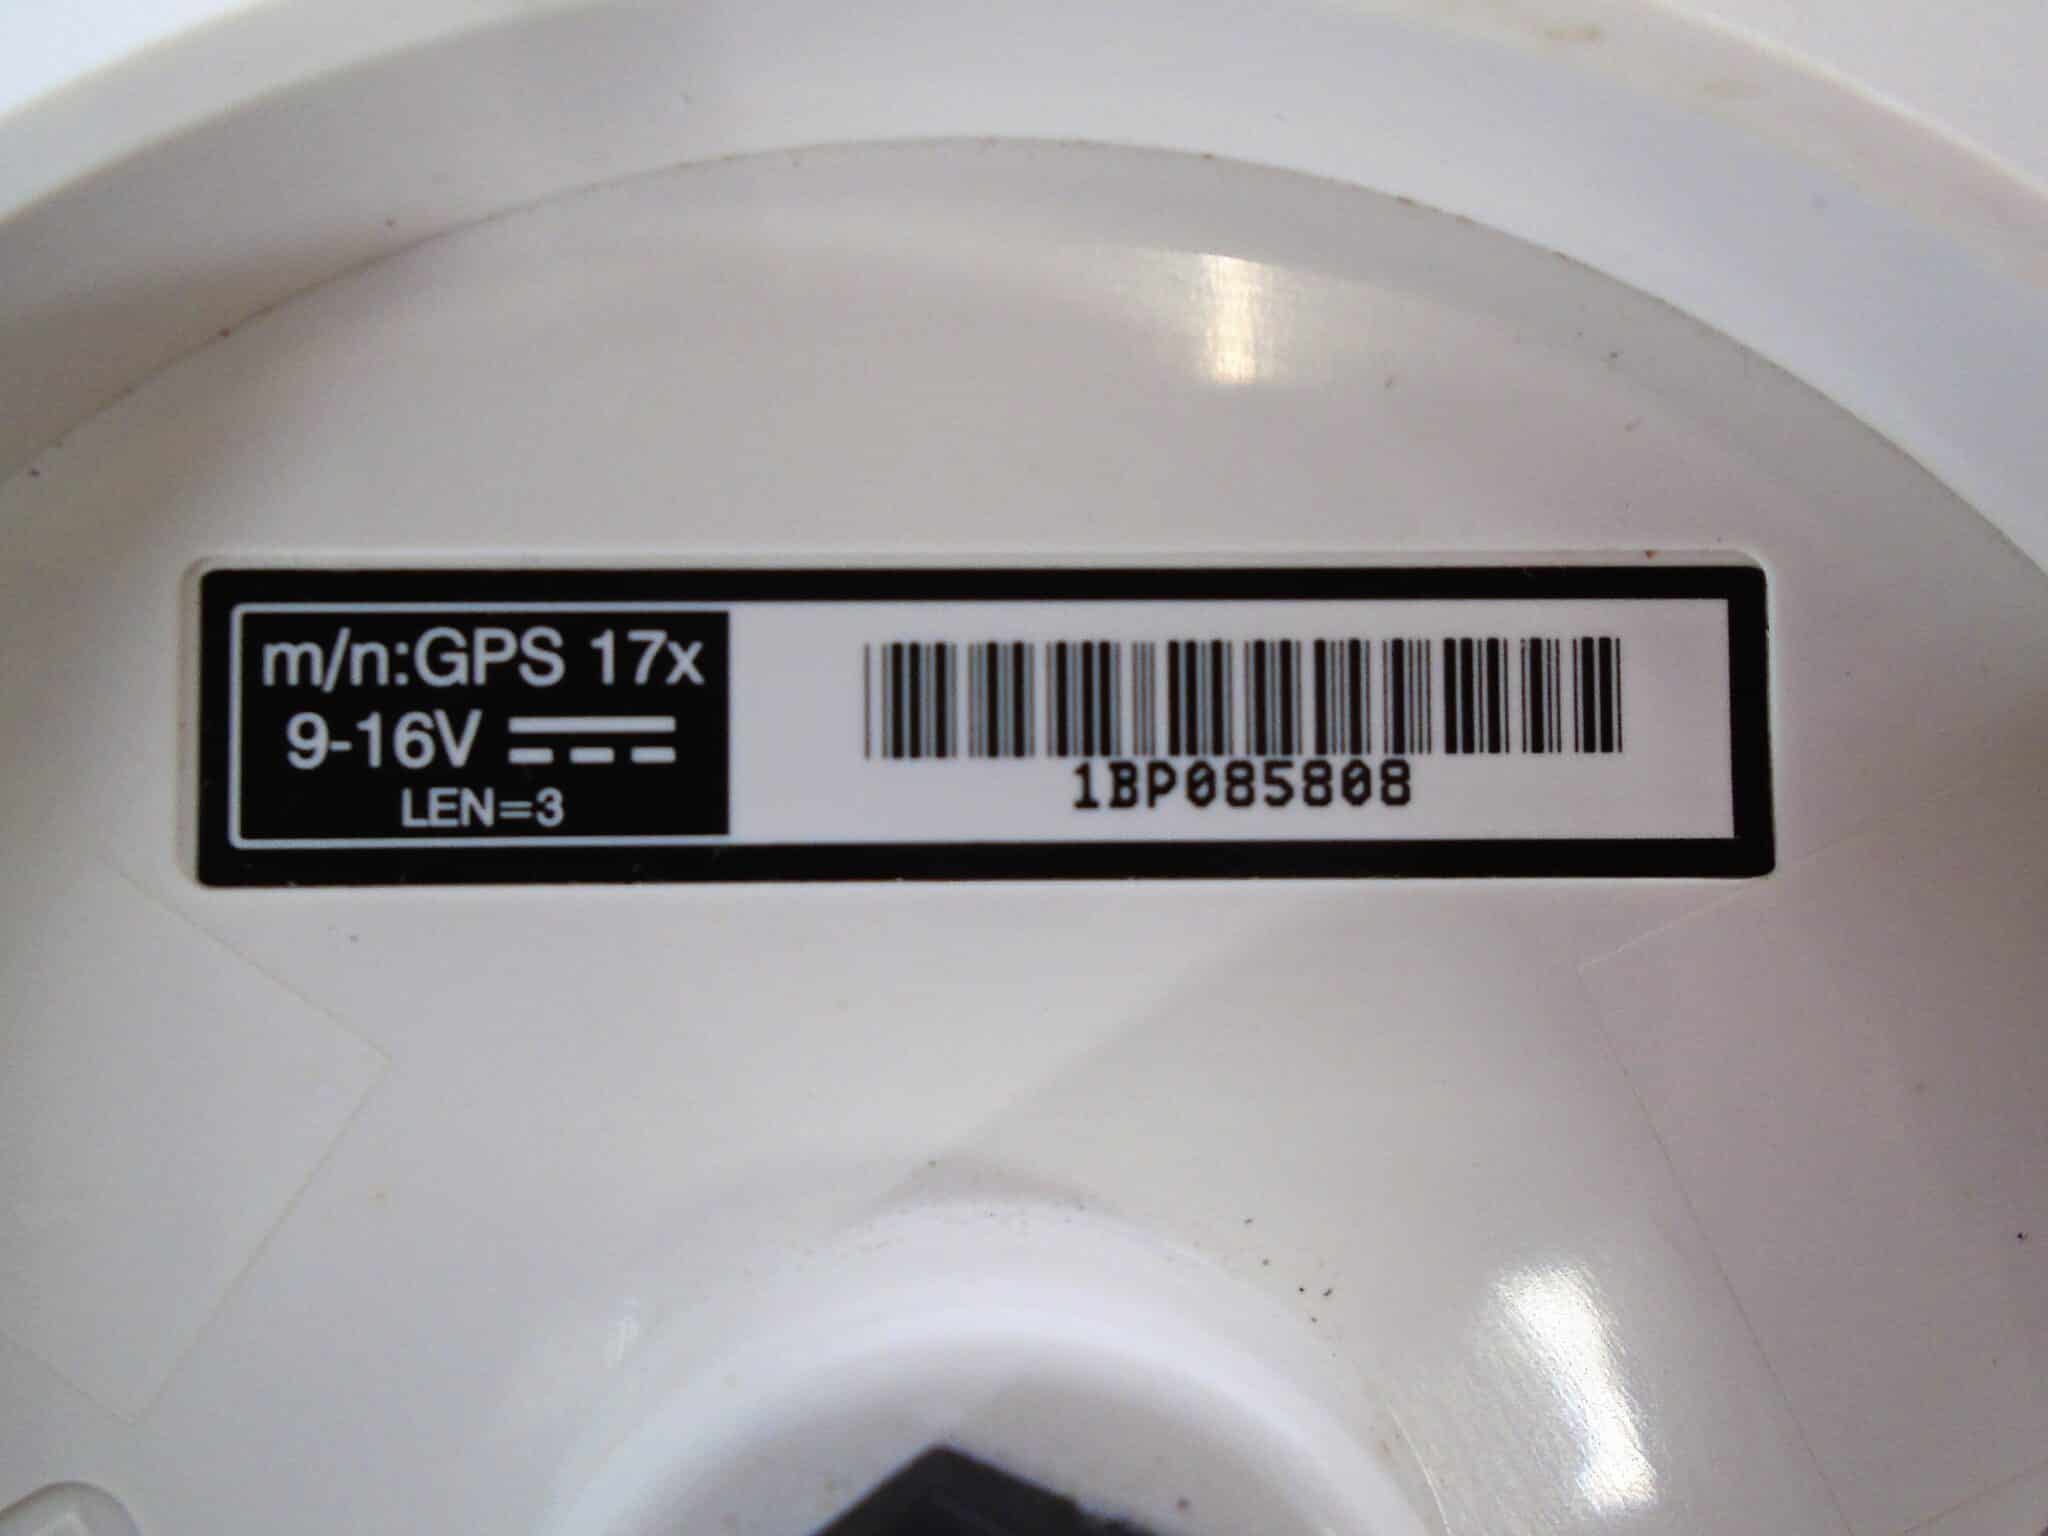 m/n:GPS 17x
9-16V
LEN=3
1BP085808